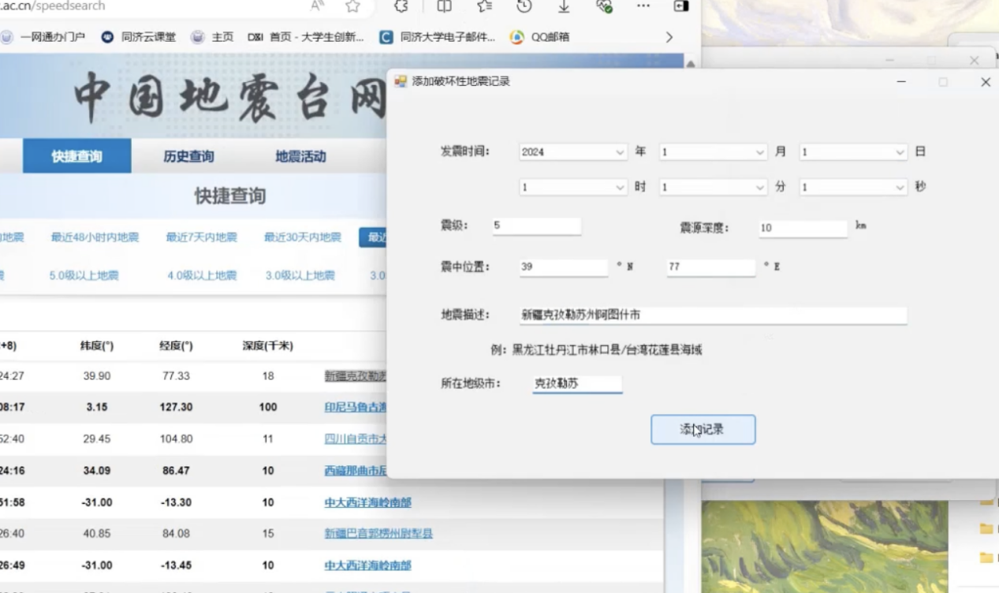 .ac.cn/speedsearch
一网通办门户 同济云课堂 主页 D&I 首页 - 大学生创新... 同济大学电子邮件... QQ邮箱
中国地震台网
快捷查询 历史查询 地震活动
快捷查询
地震 最近48小时内地震 最近7天内地震 最近30天内地震 最近
5.0级以上地震 4.0级以上地震 3.0级以上地震 3.0
+8) 纬度(°) 经度(°) 深度(千米)
24:27 39.90 77.33 18 新疆克孜勒苏
08:17 3.15 127.30 100 印尼马鲁古海
52:40 29.45 104.80 11 四川自贡市大
24:16 34.09 86.47 10 西藏那曲市尼
51:58 -31.00 -13.30 10 中大西洋海岭南部
26:40 40.85 84.08 15 新疆巴音郭楞州尉犁县
26:49 -31.00 -13.45 10 中大西洋海岭南部
添加破坏性地震记录
发震时间: 2024 年 1 月 1 日
1 时 1 分 1 秒
震级: 5 震源深度: 10 km
震中位置: 39 ° N 77 ° E
地震描述: 新疆克孜勒苏州阿图什市
例: 黑龙江牡丹江市林口县/台湾花莲县海域
所在地级市: 克孜勒苏
添加记录